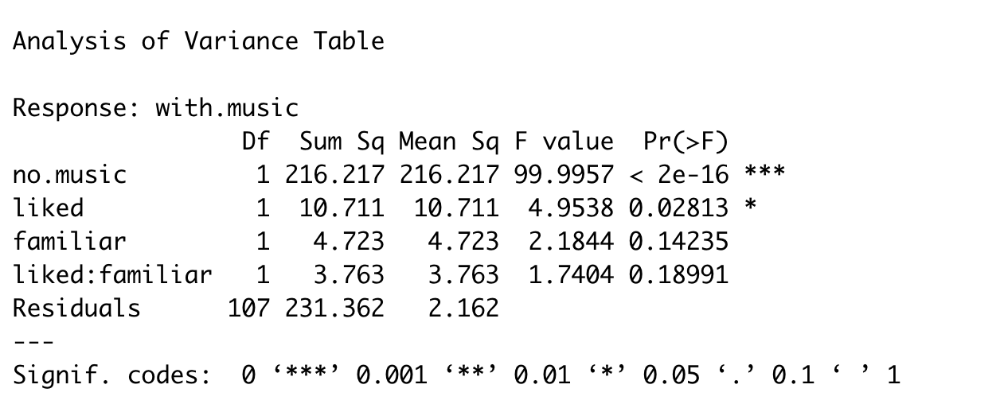 Analysis of Variance Table
Response: with.music
Df Sum Sq Mean Sq F value Pr(>F)
no.music 1 216.217 216.217 99.9957 < 2e-16 ***
liked 1 10.711 10.711 4.9538 0.02813 *
familiar 1 4.723 4.723 2.1844 0.14235
liked:familiar 1 3.763 3.763 1.7404 0.18991
Residuals 107 231.362 2.162
---
Signif. codes: 0 ‘***’ 0.001 ‘**’ 0.01 ‘*’ 0.05 ‘.’ 0.1 ‘ ’ 1